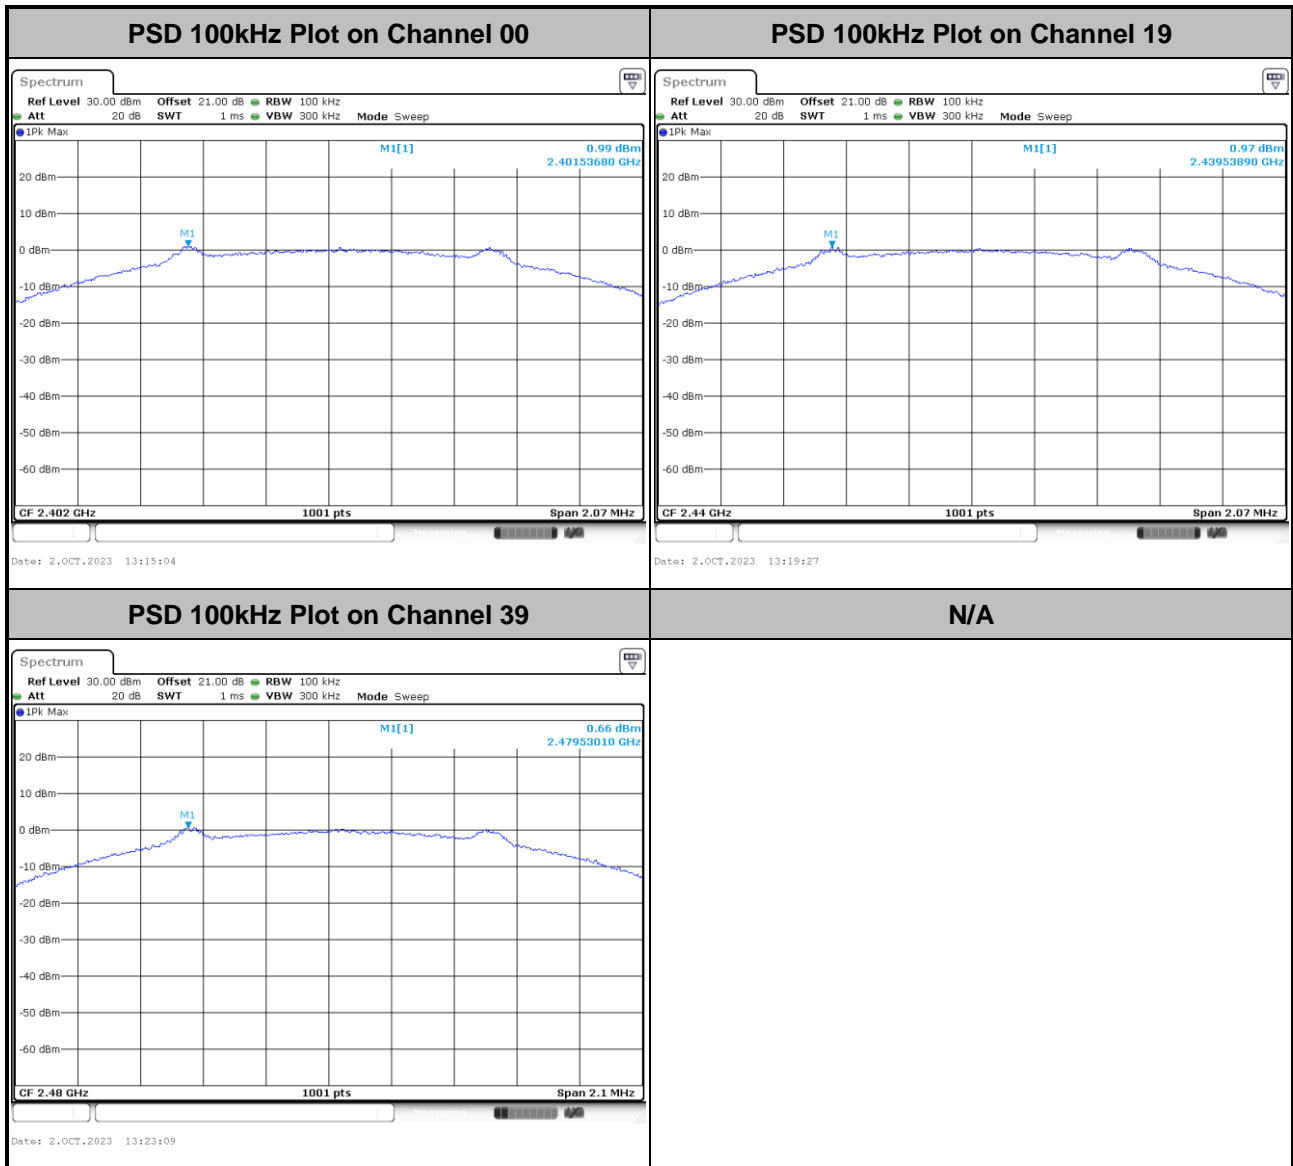 PSD 100kHz Plot on Channel 00
Spectrum
Ref Level 30.00 dBm Offset 21.00 dB RBW 100 kHz
Att 20 dB SWT 1 ms VBW 300 kHz Mode Sweep
1Pk Max
M1[1] 0.99 dBm
2.40153680 GHz
20 dBm
10 dBm
M1
0 dBm
-10 dBm
-20 dBm
-30 dBm
-40 dBm
-50 dBm
-60 dBm
CF 2.402 GHz 1001 pts Span 2.07 MHz
Measuring
Date: 2.OCT.2023 13:15:04
PSD 100kHz Plot on Channel 19
Spectrum
Ref Level 30.00 dBm Offset 21.00 dB RBW 100 kHz
Att 20 dB SWT 1 ms VBW 300 kHz Mode Sweep
1Pk Max
M1[1] 0.97 dBm
2.43953890 GHz
20 dBm
10 dBm
M1
0 dBm
-10 dBm
-20 dBm
-30 dBm
-40 dBm
-50 dBm
-60 dBm
CF 2.44 GHz 1001 pts Span 2.07 MHz
Measuring
Date: 2.OCT.2023 13:19:27
PSD 100kHz Plot on Channel 39
Spectrum
Ref Level 30.00 dBm Offset 21.00 dB RBW 100 kHz
Att 20 dB SWT 1 ms VBW 300 kHz Mode Sweep
1Pk Max
M1[1] 0.66 dBm
2.47953010 GHz
20 dBm
10 dBm
M1
0 dBm
-10 dBm
-20 dBm
-30 dBm
-40 dBm
-50 dBm
-60 dBm
CF 2.48 GHz 1001 pts Span 2.1 MHz
Measuring
Date: 2.OCT.2023 13:23:09
N/A